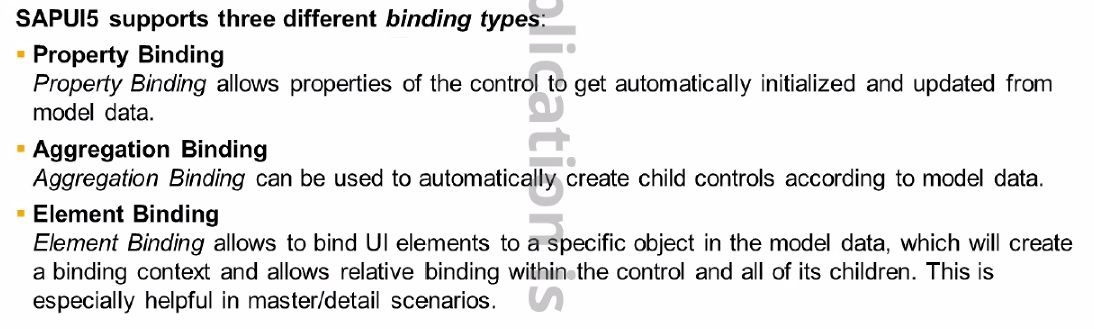 SAPUI5 supports three different binding types:
▪ Property Binding
Property Binding allows properties of the control to get automatically initialized and updated from
model data.
▪ Aggregation Binding
Aggregation Binding can be used to automatically create child controls according to model data.
▪ Element Binding
Element Binding allows to bind UI elements to a specific object in the model data, which will create
a binding context and allows relative binding within the control and all of its children. This is
especially helpful in master/detail scenarios.
plications